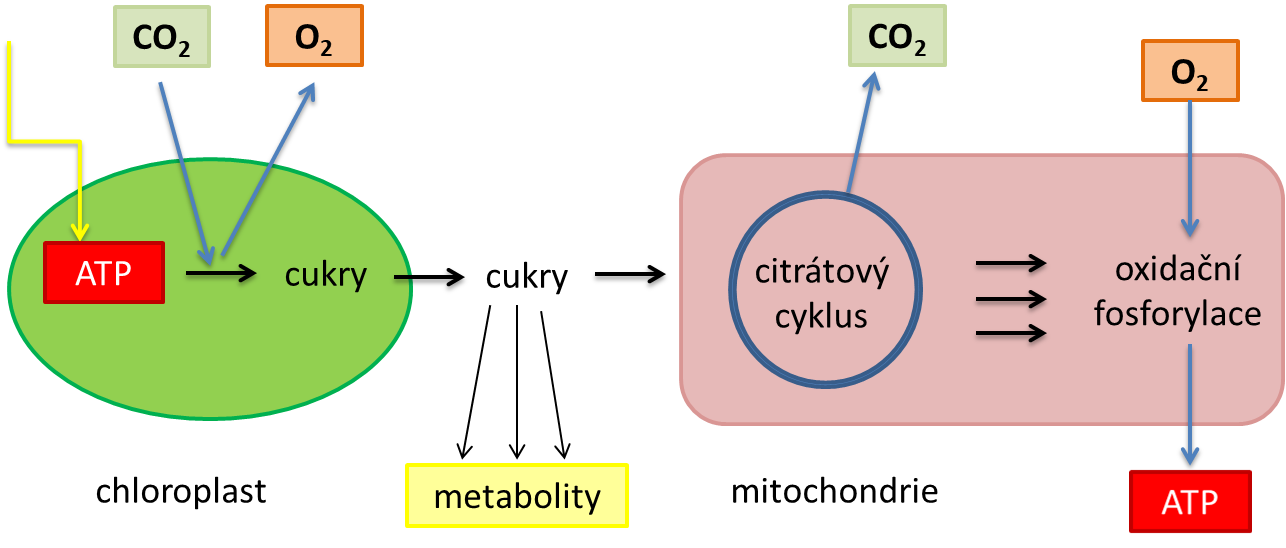 CO₂
O₂
CO₂
O₂
ATP
cukry
cukry
citrátový
cyklus
oxidační
fosforylace
chloroplast
metabolity
mitochondrie
ATP